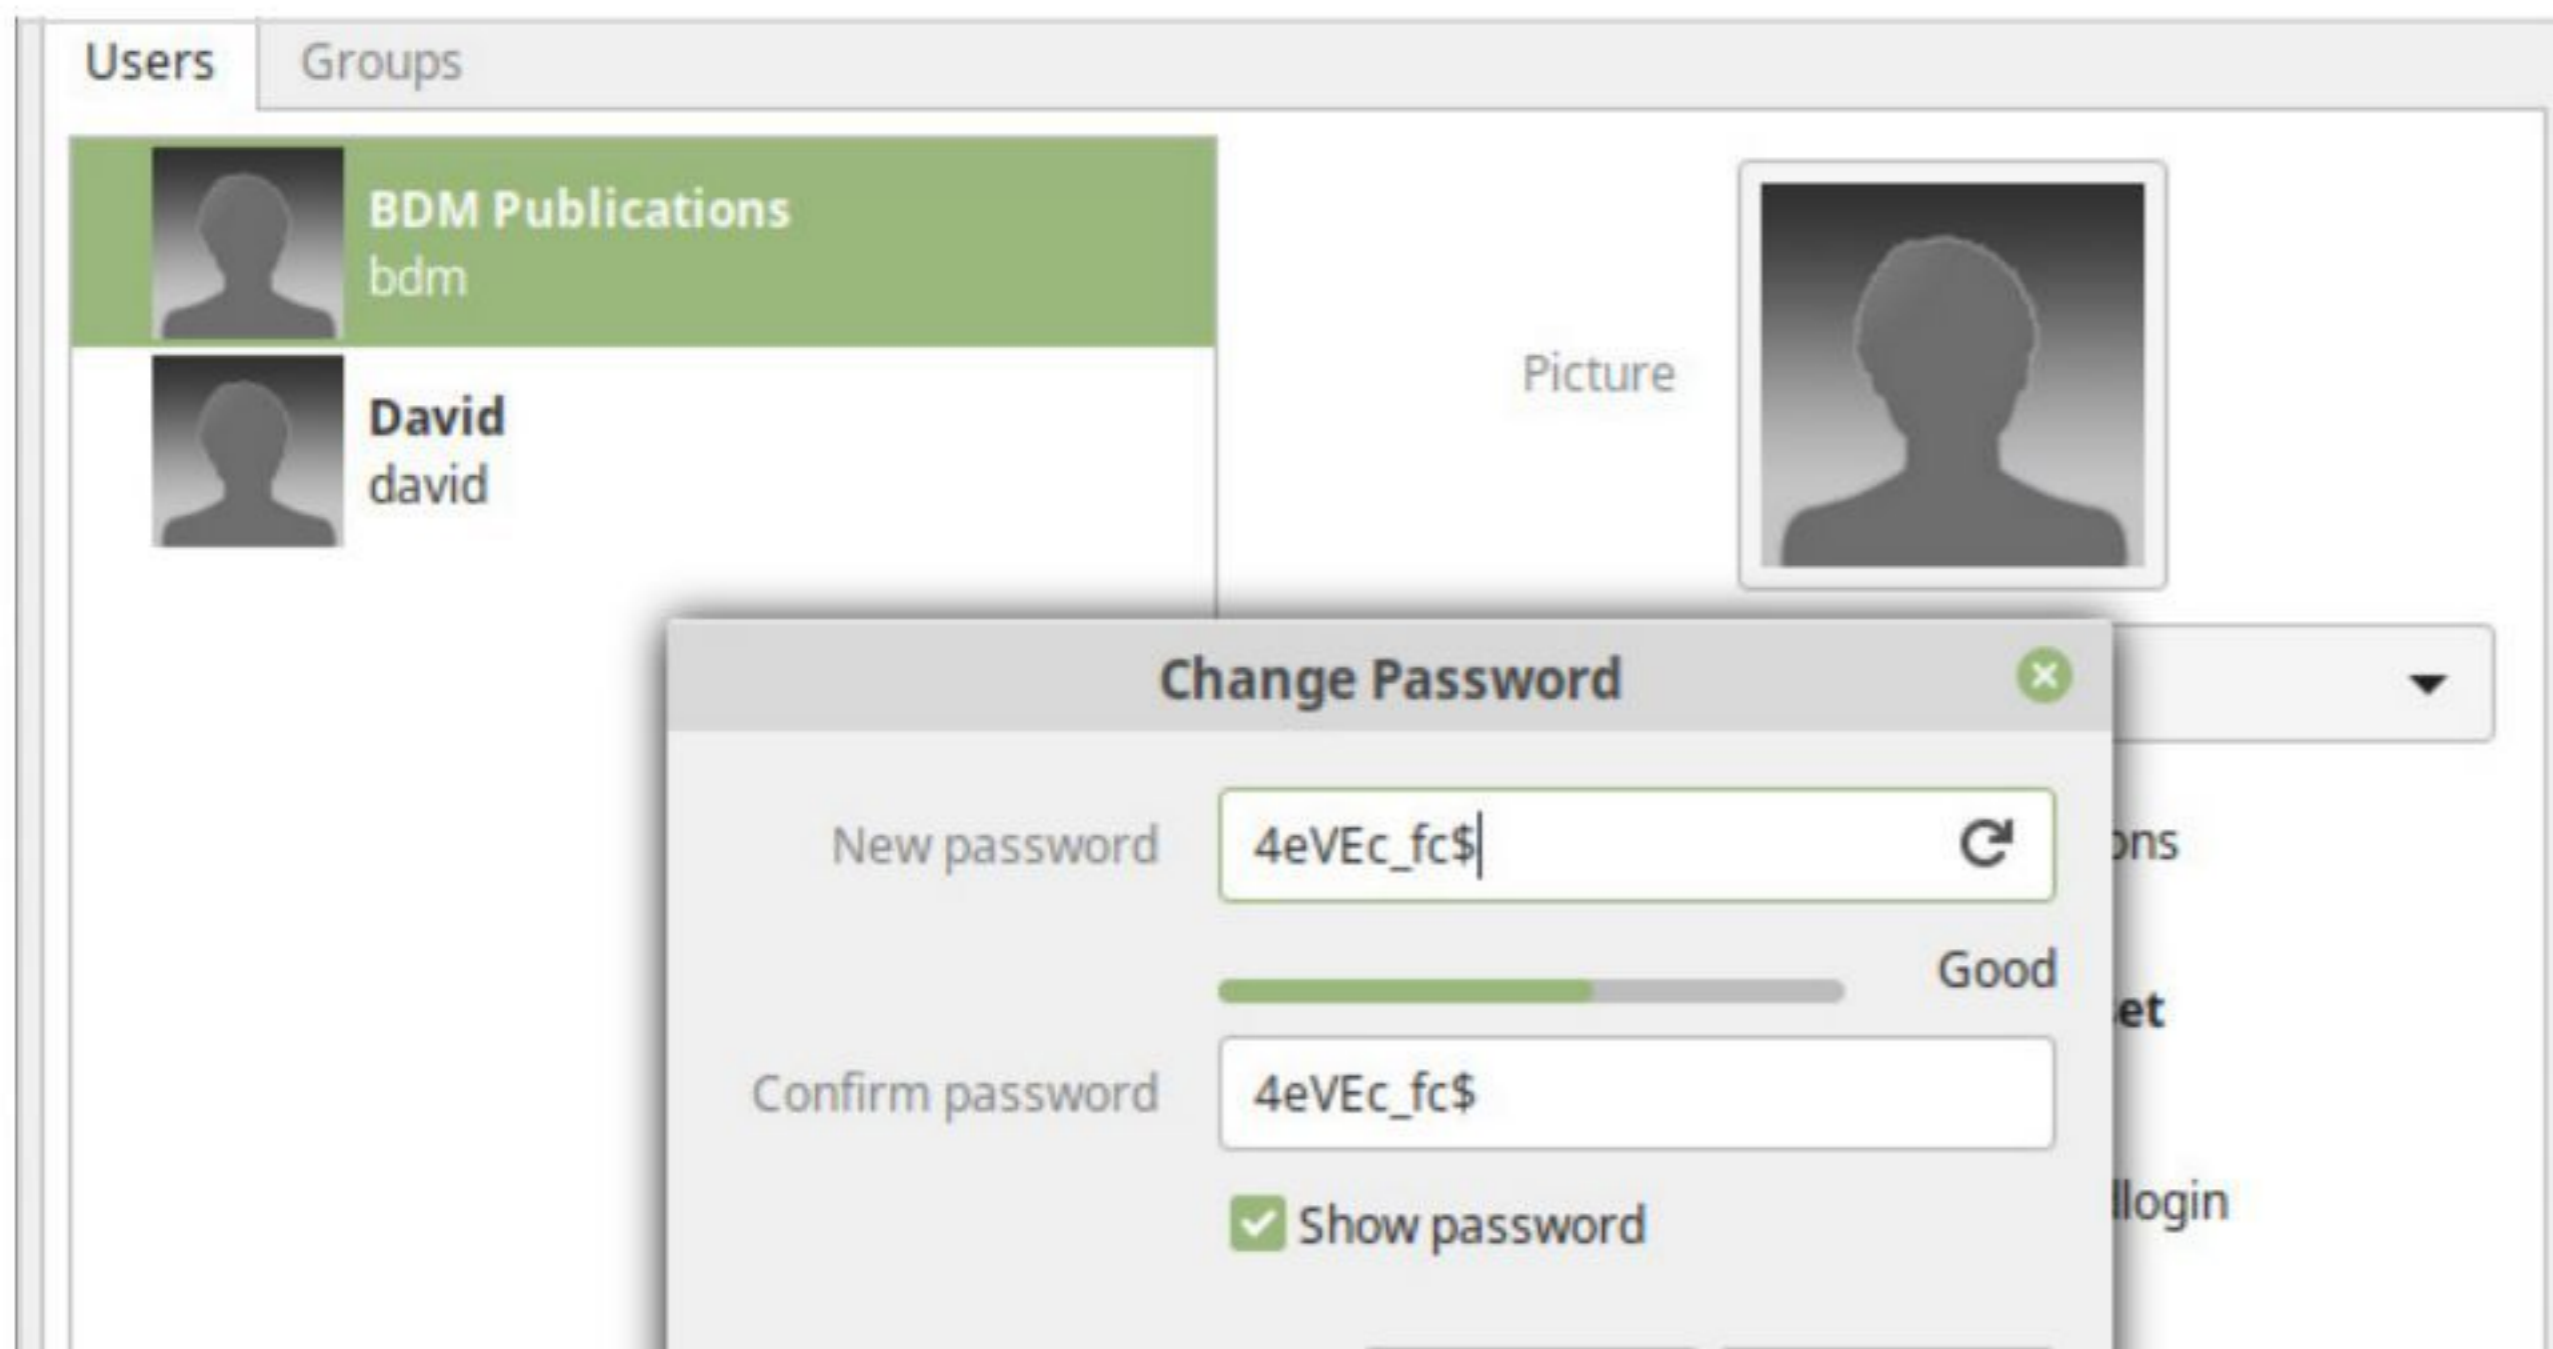 Users
Groups
BDM Publications
bdm
David
david
Picture
Change Password
New password
4eVEc_fc$
Good
Confirm password
4eVEc_fc$
Show password
ons
et
login